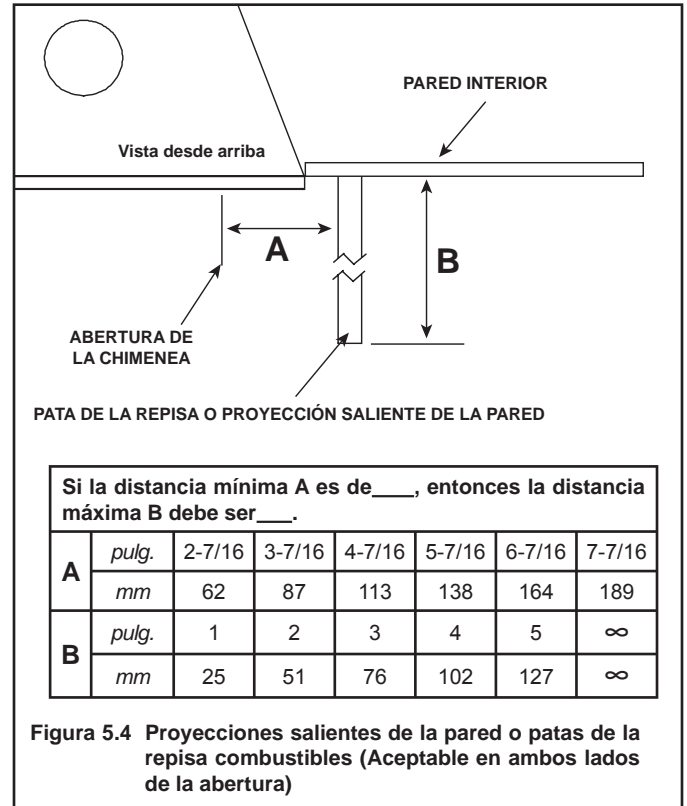 PARED INTERIOR
Vista desde arriba
A
B
ABERTURA DE
LA CHIMENEA
PATA DE LA REPISA O PROYECCIÓN SALIENTE DE LA PARED
Si la distancia mínima A es de____, entonces la distancia
máxima B debe ser___.
A
pulg. 2-7/16 3-7/16 4-7/16 5-7/16 6-7/16 7-7/16
mm 62 87 113 138 164 189
B
pulg. 1 2 3 4 5 ∞
mm 25 51 76 102 127 ∞
Figura 5.4 Proyecciones salientes de la pared o patas de la
repisa combustibles (Aceptable en ambos lados
de la abertura)